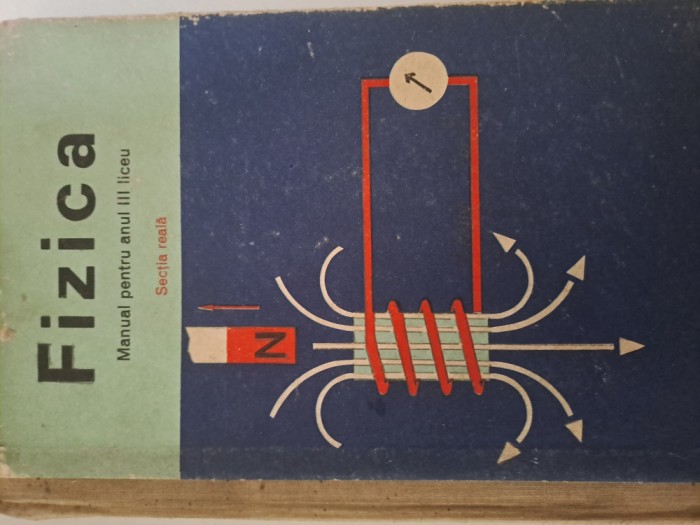 Fizica
Manual pentru anul III liceu
Secția reală
N